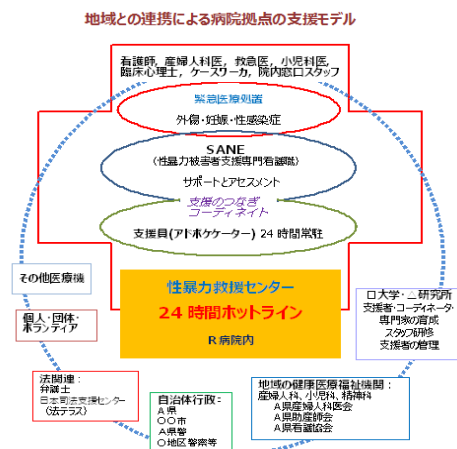 地域との連携による病院拠点の支援モデル
看護師，産婦人科医，救急医，小児科医，
臨床心理士，ケースワーカ，院内窓口スタッフ
緊急医療処置
外傷・妊娠・性感染症
SANE
(性暴力被害者支援専門看護職)
サポートとアセスメント
支援のつなぎ
コーディネイト
支援員(アドボケケーター) 24 時間常駐
性暴力救援センター
24 時間ホットライン
R 病院内
その他医療機
個人・団体・
ボランティア
法関連：
弁護士
日本司法支援センター
（法テラス）
自治体行政：
A県
〇〇市
A県警
〇地区警察等
地域の健康医療福祉機関：
産婦人科、小児科、精神科
A県産婦人科医会
A県助産師会
A県看護協会
口大学・△研究所
支援者・コーディネータ・
専門家の育成
スタッフ研修
支援者の管理